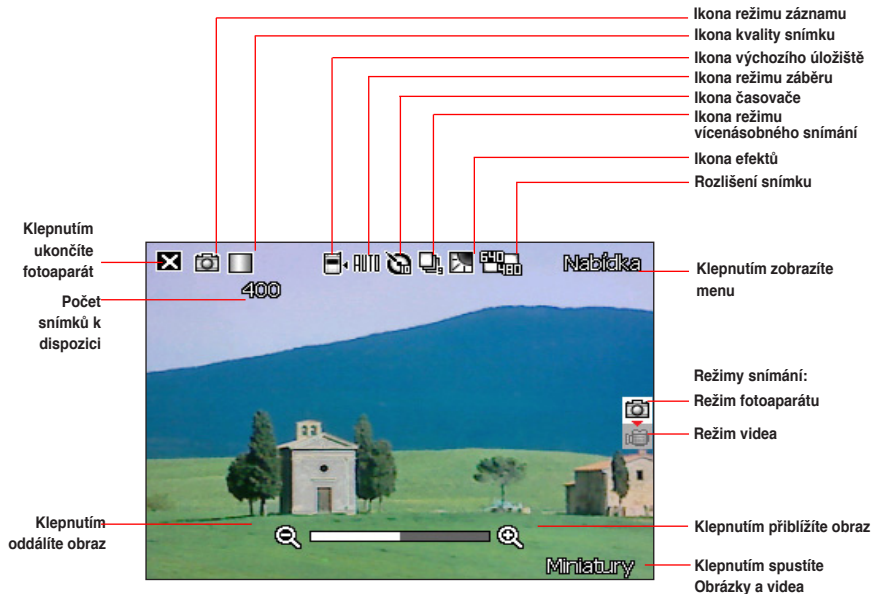 Ikona režimu záznamu
Ikona kvality snímku
Ikona výchozího úložiště
Ikona režimu záběru
Ikona časovače
Ikona režimu
vícenásobného snímání
Ikona efektů
Rozlišení snímku
Klepnutím
ukončíte
fotoaparát
AUTO
10
s
640
480
Nabídka
Klepnutím zobrazíte
menu
400
Počet
snímků k
dispozici
Režimy snímání:
Režim fotoaparátu
Režim videa
Klepnutím
oddálíte obraz
Klepnutím přiblížíte obraz
Miniatury
Klepnutím spustíte
Obrázky a videa